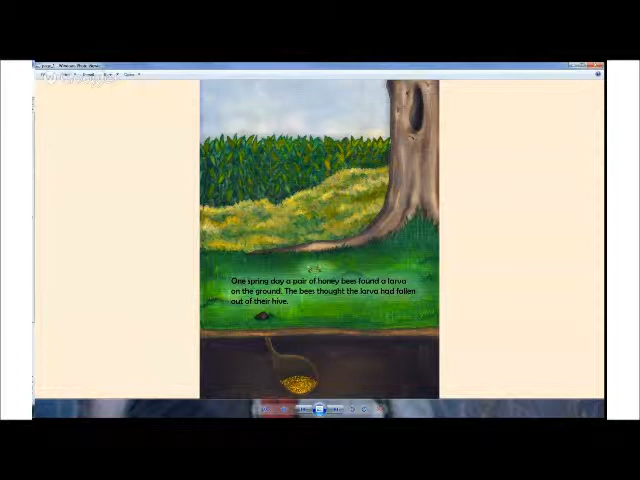 One spring day a pair of honey bees found a larva
on the ground. The bees thought the larva had fallen
out of their hive.